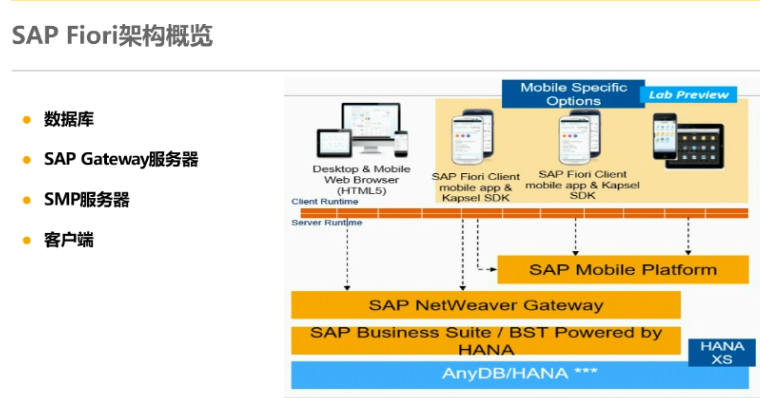 SAP Fiori架构概览
数据库
SAP Gateway服务器
SMP服务器
客户端
Mobile Specific
Options
Lab Preview
Desktop & Mobile
Web Browser
(HTML5)
SAP Fiori Client
mobile app &
Kapsel SDK
SAP Fiori Client
mobile app & Kapsel
SDK
Client Runtime
Server Runtime
SAP Mobile Platform
SAP NetWeaver Gateway
SAP Business Suite / BST Powered by
HANA
HANA
XS
AnyDB/HANA ***